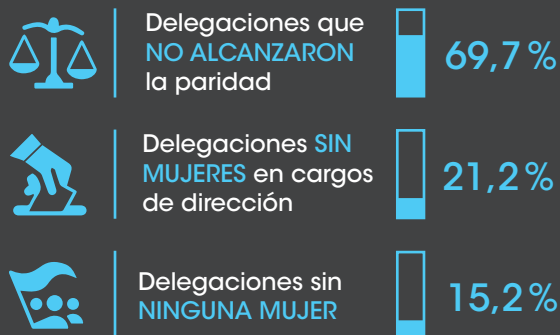 Delegaciones que
NO ALCANZARON
la paridad
69,7 %
Delegaciones SIN
MUJERES en cargos
de dirección
21,2 %
Delegaciones sin
NINGUNA MUJER
15,2 %